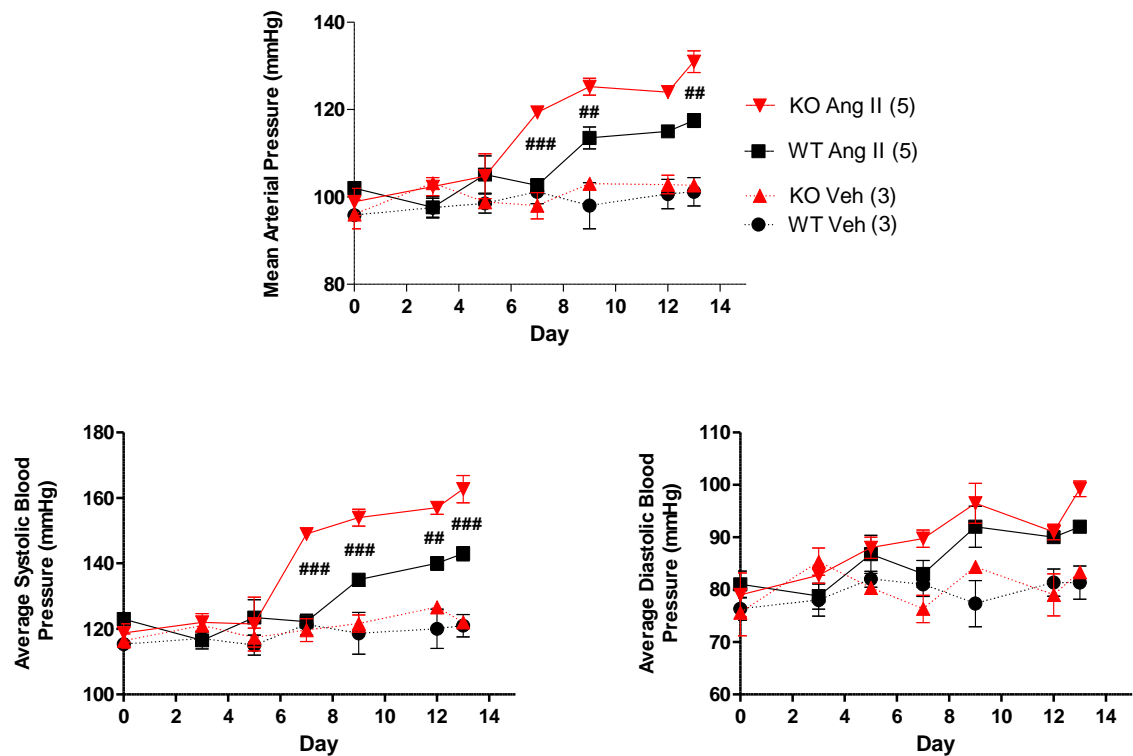 140
120
100
80
Mean Arterial Pressure (mmHg)
###
##
##
0 2 4 6 8 10 12 14
Day
KO Ang II (5)
WT Ang II (5)
KO Veh (3)
WT Veh (3)
180
160
140
120
100
Average Systolic Blood
Pressure (mmHg)
###
###
##
###
0 2 4 6 8 10 12 14
Day
110
100
90
80
70
60
Average Diastolic Blood
Pressure (mmHg)
0 2 4 6 8 10 12 14
Day